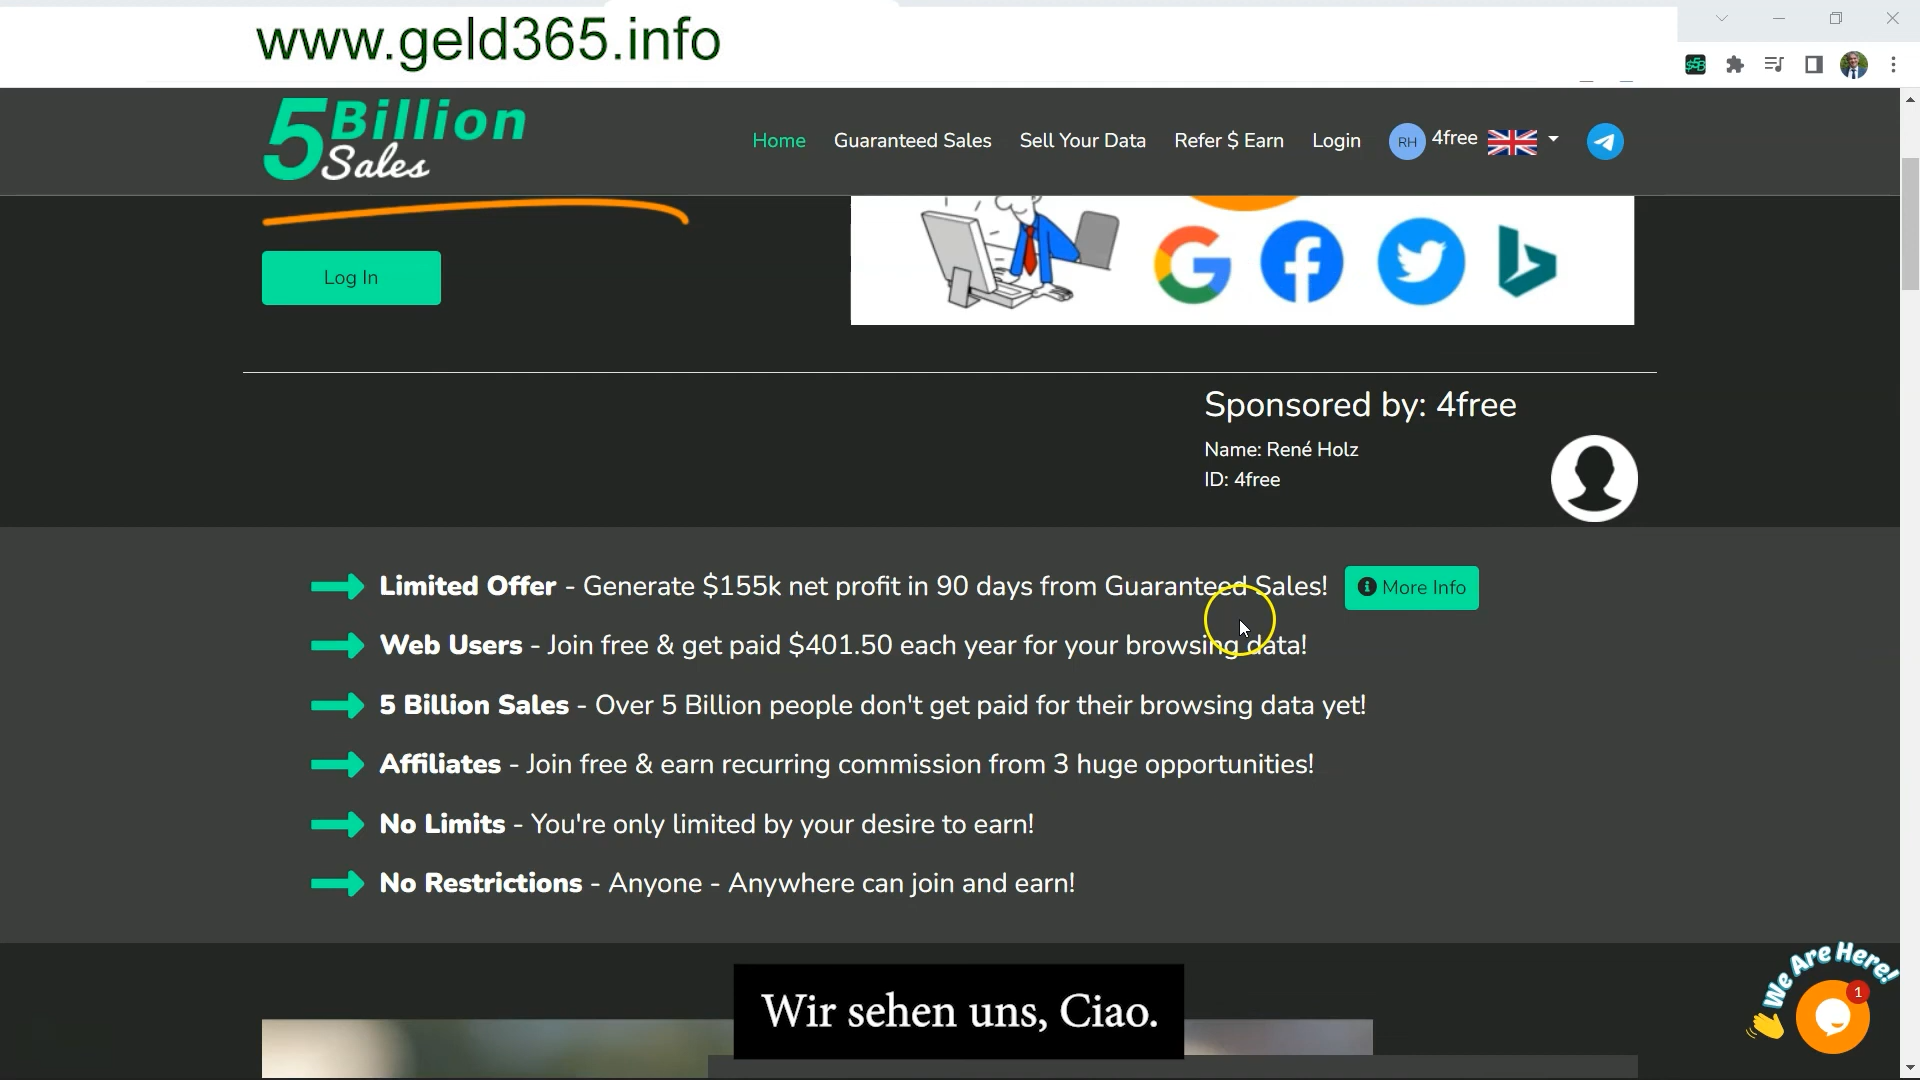 www.geld365.info
5 Billion Sales
Home
Guaranteed Sales
Sell Your Data
Refer $ Earn
Login
RH
4free
Log In
Sponsored by: 4free
Name: René Holz
ID: 4free
Limited Offer - Generate $155k net profit in 90 days from Guaranteed Sales!
More Info
Web Users - Join free & get paid $401.50 each year for your browsing data!
5 Billion Sales - Over 5 Billion people don't get paid for their browsing data yet!
Affiliates - Join free & earn recurring commission from 3 huge opportunities!
No Limits - You're only limited by your desire to earn!
No Restrictions - Anyone - Anywhere can join and earn!
We Are Here!
1
Wir sehen uns, Ciao.